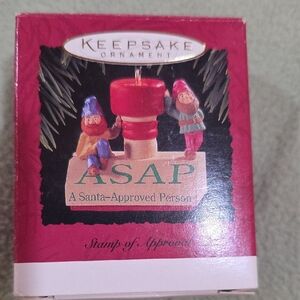 KEEPSAKE
ORNAMENT
ASAP
A Santa-Approved Person
Stamp of Approval